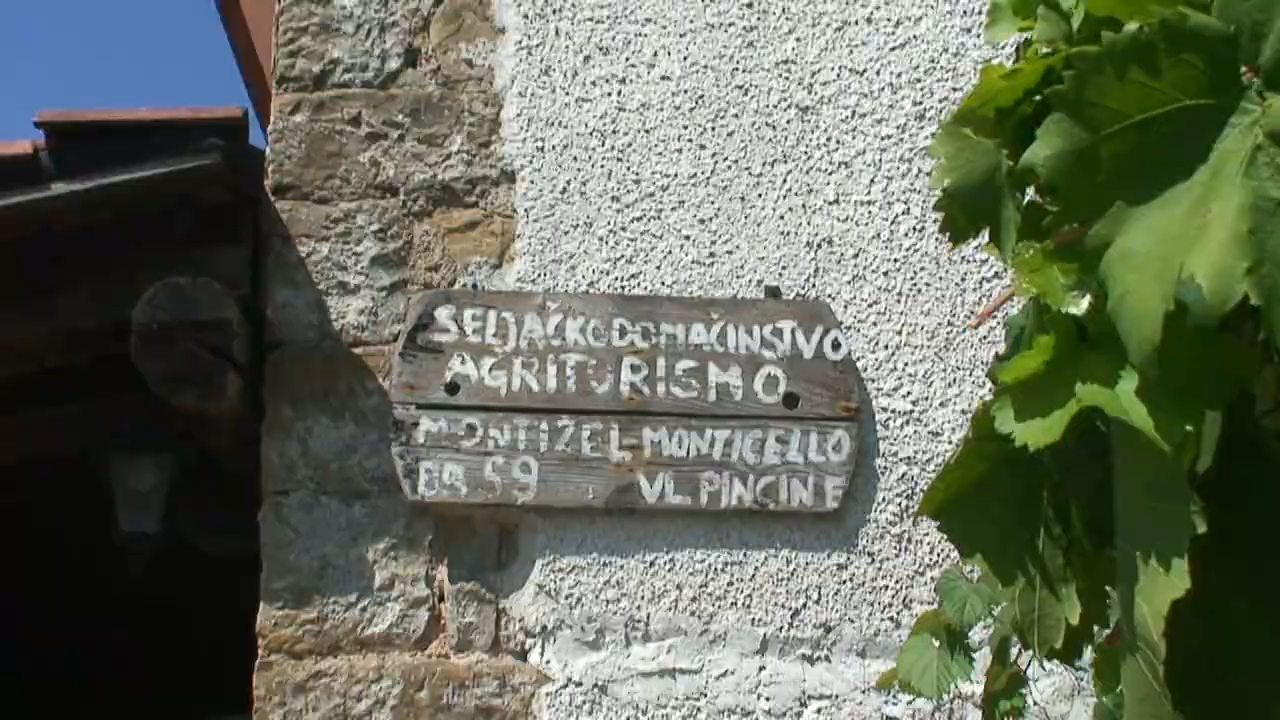 SELJAČKO DOMAĆINSTVO
AGRITURISMO
MONTIZEL - MONTICELLO
BR 59 VL. PINCIN E